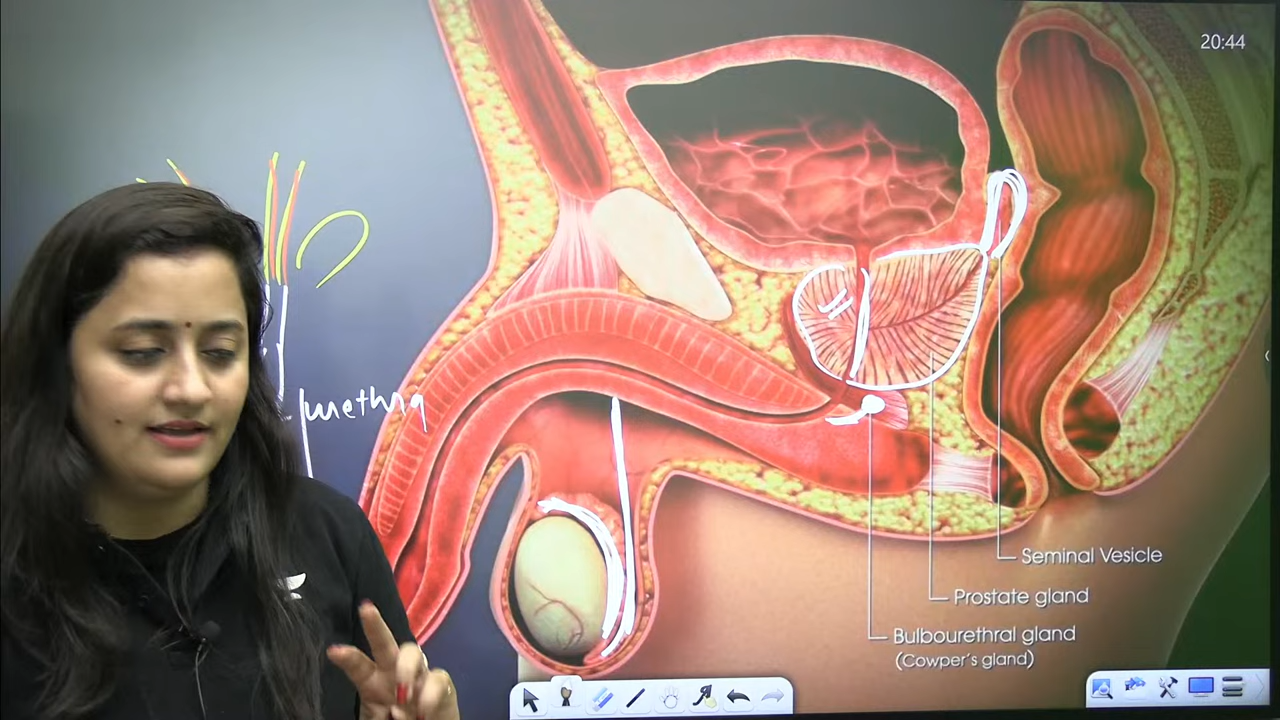 20:44
urethra
Seminal Vesicle
Prostate gland
Bulbourethral gland
(Cowper's gland)